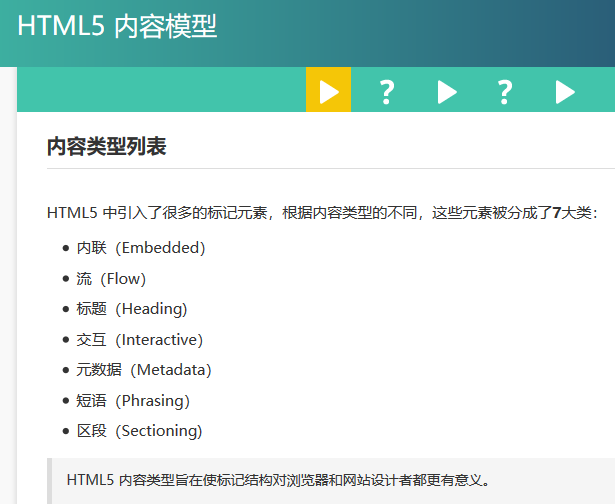 HTML5 内容模型
? ?
内容类型列表
HTML5 中引入了很多的标记元素，根据内容类型的不同，这些元素被分成了7大类：
内联（Embedded）
流（Flow）
标题（Heading)
交互（Interactive）
元数据（Metadata）
短语（Phrasing）
区段（Sectioning)
HTML5 内容类型旨在使标记结构对浏览器和网站设计者都更有意义。